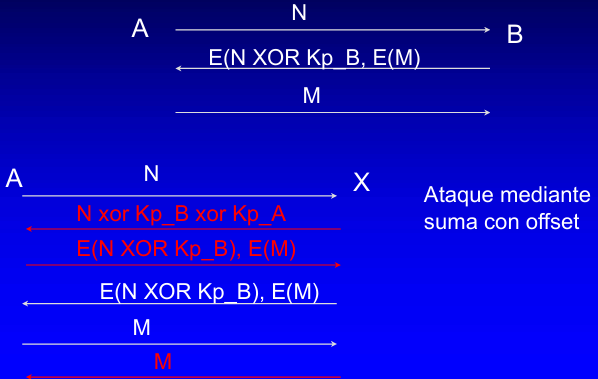 N
A
B
E(N XOR Kp_B, E(M)
M
A
N
X
Ataque mediante
suma con offset
N xor Kp_B xor Kp_A
E(N XOR Kp_B), E(M)
E(N XOR Kp_B), E(M)
M
M